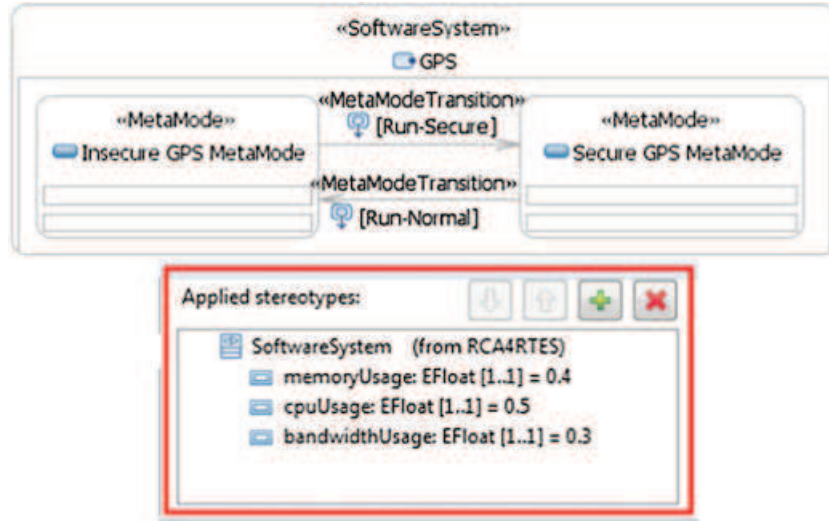 «SoftwareSystem»
GPS
«MetaModeTransition»
«MetaMode»
[Run-Secure]
«MetaMode»
Insecure GPS MetaMode
Secure GPS MetaMode
«MetaModeTransition»
[Run-Normal]
Applied stereotypes:
SoftwareSystem (from RCA4RTES)
memoryUsage: EFloat [1..1] = 0.4
cpuUsage: EFloat [1..1] = 0.5
bandwidthUsage: EFloat [1..1] = 0.3